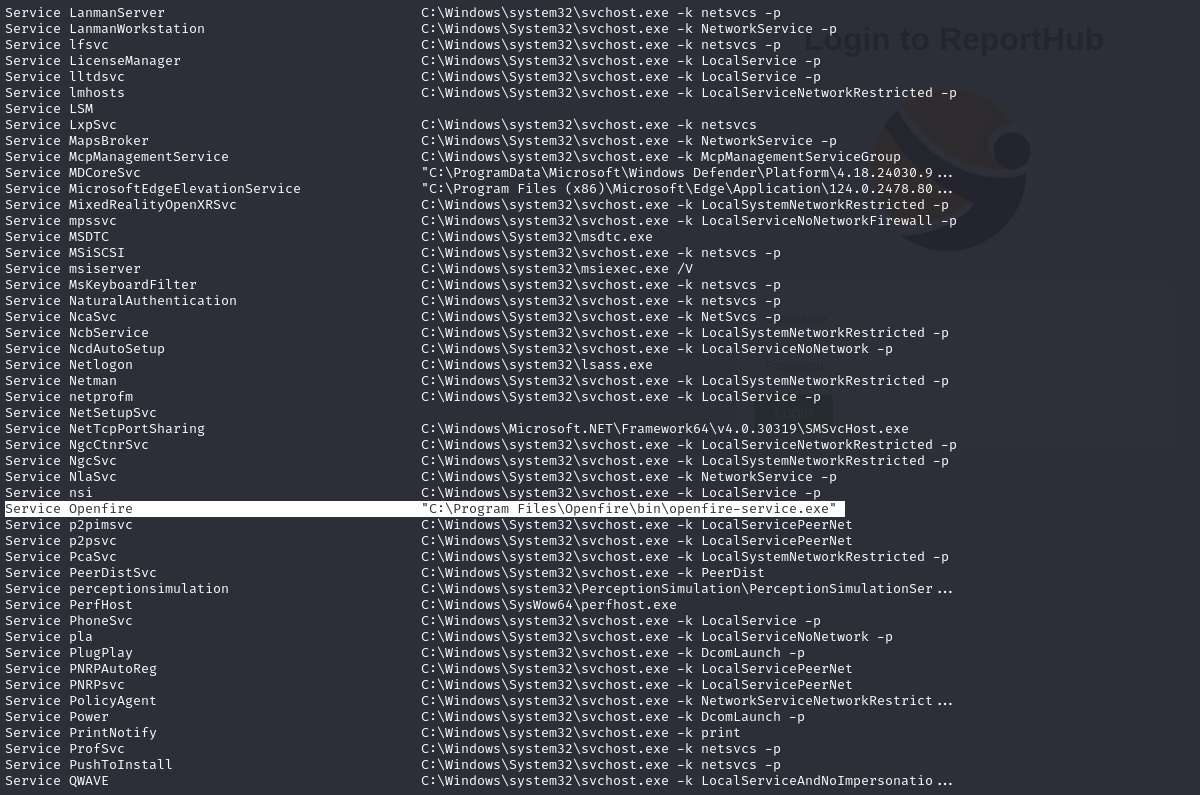 Service LanmanServer C:\Windows\system32\svchost.exe -k netsvcs -p
Service LanmanWorkstation C:\Windows\System32\svchost.exe -k NetworkService -p
Login to ReportHub
Service lfsvc C:\Windows\system32\svchost.exe -k netsvcs -p
Service LicenseManager C:\Windows\System32\svchost.exe -k LocalService -p
Service lltdsvc C:\Windows\System32\svchost.exe -k LocalService -p
Service lmhosts C:\Windows\system32\svchost.exe -k LocalServiceNetworkRestricted -p
Service LSM
Service LxpSvc C:\Windows\system32\svchost.exe -k netsvcs
Service MapsBroker C:\Windows\System32\svchost.exe -k NetworkService -p
Service McpManagementService C:\Windows\system32\svchost.exe -k McpManagementServiceGroup
Service MDCoreSvc "C:\ProgramData\Microsoft\Windows Defender\Platform\4.18.24030.9...
Service MicrosoftEdgeElevationService "C:\Program Files (x86)\Microsoft\Edge\Application\124.0.2478.80...
Service MixedRealityOpenXRSvc C:\Windows\system32\svchost.exe -k LocalSystemNetworkRestricted -p
Service mpssvc C:\Windows\system32\svchost.exe -k LocalServiceNoNetworkFirewall -p
Service MSDTC C:\Windows\System32\msdtc.exe
Service MSiSCSI C:\Windows\system32\svchost.exe -k netsvcs -p
Service msiserver C:\Windows\system32\msiexec.exe /V
Service MsKeyboardFilter C:\Windows\system32\svchost.exe -k netsvcs -p
Service NaturalAuthentication C:\Windows\system32\svchost.exe -k netsvcs -p
Service NcaSvc C:\Windows\System32\svchost.exe -k NetSvcs -p
Service NcbService C:\Windows\System32\svchost.exe -k LocalSystemNetworkRestricted -p
Service NcdAutoSetup C:\Windows\System32\svchost.exe -k LocalServiceNoNetwork -p
Service Netlogon C:\Windows\system32\lsass.exe
Service Netman C:\Windows\System32\svchost.exe -k LocalSystemNetworkRestricted -p
Service netprofm C:\Windows\System32\svchost.exe -k LocalService -p
Service NetSetupSvc
Login
Service NetTcpPortSharing C:\Windows\Microsoft.NET\Framework64\v4.0.30319\SMSvcHost.exe
Service NgcCtnrSvc C:\Windows\system32\svchost.exe -k LocalServiceNetworkRestricted -p
Service NgcSvc C:\Windows\system32\svchost.exe -k LocalSystemNetworkRestricted -p
Service NlaSvc C:\Windows\System32\svchost.exe -k NetworkService -p
Service nsi C:\Windows\system32\svchost.exe -k LocalService -p
Service Openfire "C:\Program Files\Openfire\bin\openfire-service.exe"
Service p2pimsvc C:\Windows\System32\svchost.exe -k LocalServicePeerNet
Service p2psvc C:\Windows\System32\svchost.exe -k LocalServicePeerNet
Service PcaSvc C:\Windows\system32\svchost.exe -k LocalSystemNetworkRestricted -p
Service PeerDistSvc C:\Windows\System32\svchost.exe -k PeerDist
Service perceptionsimulation C:\Windows\system32\PerceptionSimulation\PerceptionSimulationSer...
Service PerfHost C:\Windows\SysWow64\perfhost.exe
Service PhoneSvc C:\Windows\system32\svchost.exe -k LocalService -p
Service pla C:\Windows\System32\svchost.exe -k LocalServiceNoNetwork -p
Service PlugPlay C:\Windows\system32\svchost.exe -k DcomLaunch -p
Service PNRPAutoReg C:\Windows\System32\svchost.exe -k LocalServicePeerNet
Service PNRPsvc C:\Windows\System32\svchost.exe -k LocalServicePeerNet
Service PolicyAgent C:\Windows\system32\svchost.exe -k NetworkServiceNetworkRestrict...
Service Power C:\Windows\system32\svchost.exe -k DcomLaunch -p
Service PrintNotify C:\Windows\system32\svchost.exe -k print
Service ProfSvc C:\Windows\system32\svchost.exe -k netsvcs -p
Service PushToInstall C:\Windows\System32\svchost.exe -k netsvcs -p
Service QWAVE C:\Windows\system32\svchost.exe -k LocalServiceAndNoImpersonatio...